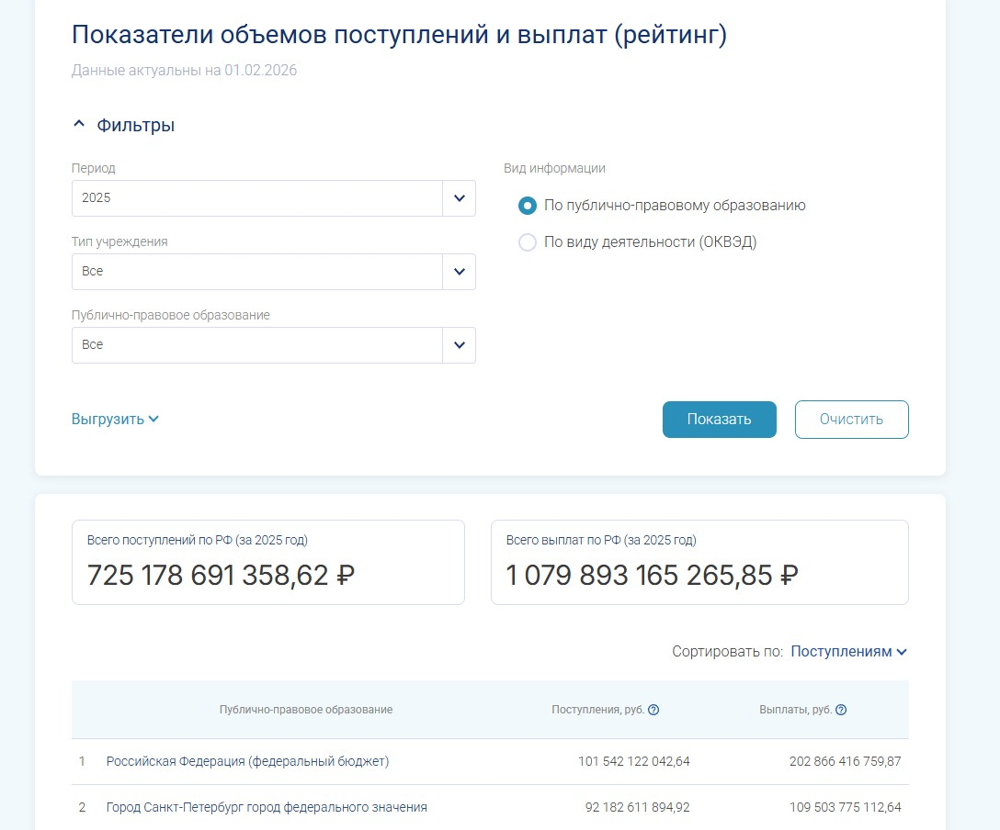 Показатели объемов поступлений и выплат (рейтинг)
Данные актуальны на 01.02.2026
Фильтры
Период
2025
Тип учреждения
Все
Публично-правовое образование
Все
Вид информации
По публично-правовому образованию
По виду деятельности (ОКВЭД)
Выгрузить
Показать
Очистить
Всего поступлений по РФ (за 2025 год)
725 178 691 358,62 ₽
Всего выплат по РФ (за 2025 год)
1 079 893 165 265,85 ₽
Сортировать по: Поступлениям
Публично-правовое образование Поступления, руб. ? Выплаты, руб. ?
1 Российская Федерация (федеральный бюджет) 101 542 122 042,64 202 866 416 759,87
2 Город Санкт-Петербург город федерального значения 92 182 611 894,92 109 503 775 112,64